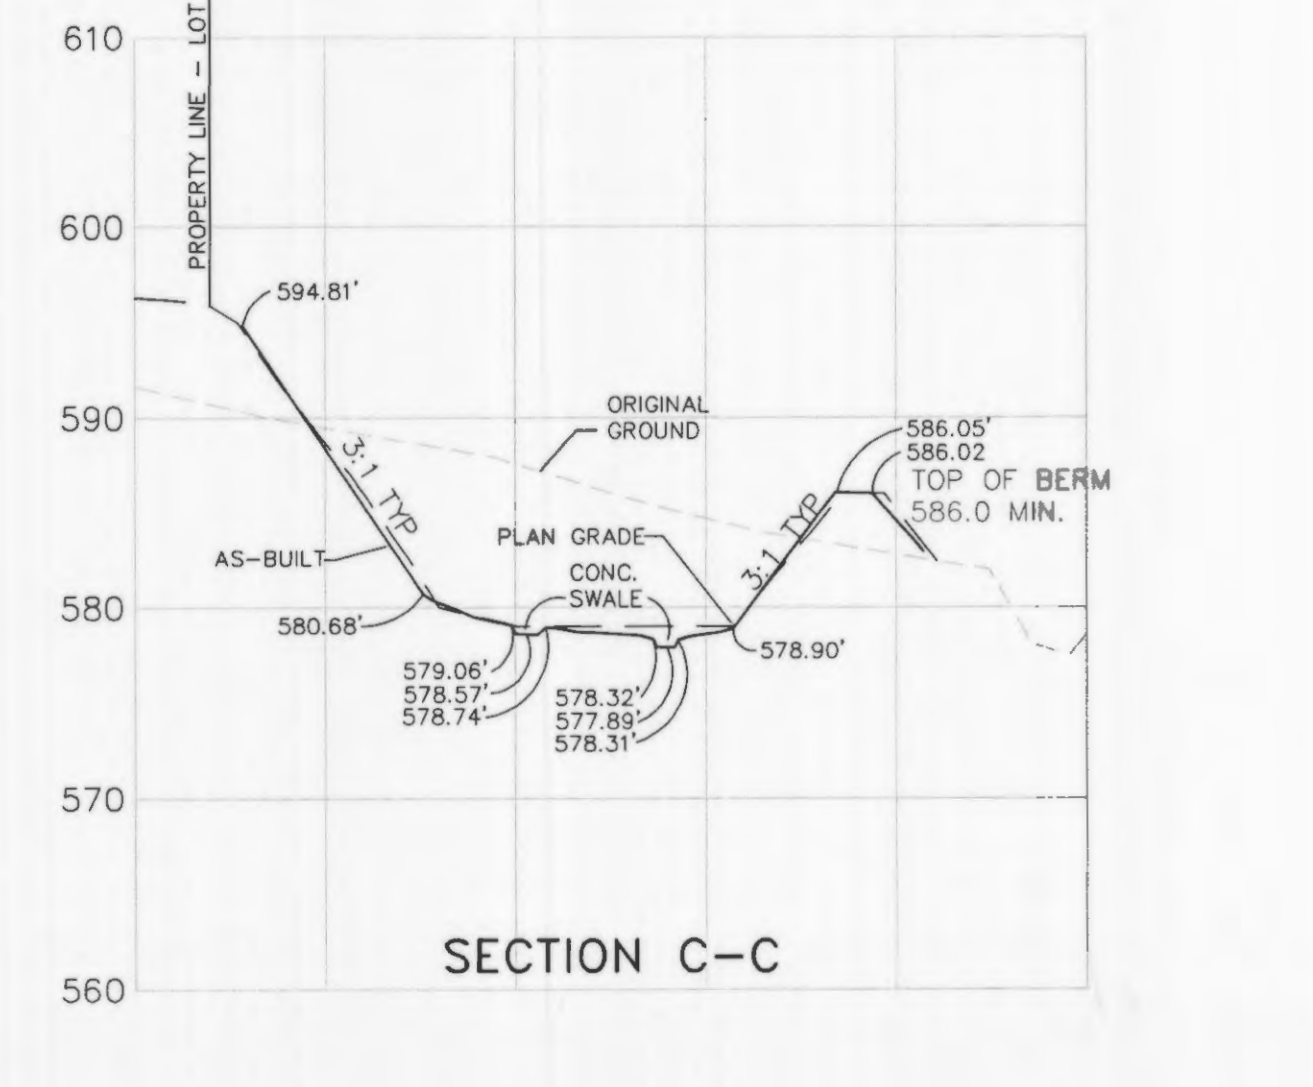 610
PROPERTY LINE – LOT
600
594.81'
590
ORIGINAL
GROUND
586.05'
586.02
TOP OF BERM
586.0 MIN.
3:1 TYP
3:1 TYP
PLAN GRADE
AS-BUILT
CONC.
SWALE
580
580.68'
578.90'
579.06'
578.57'
578.74'
578.32'
577.89'
578.31'
570
SECTION C-C
560